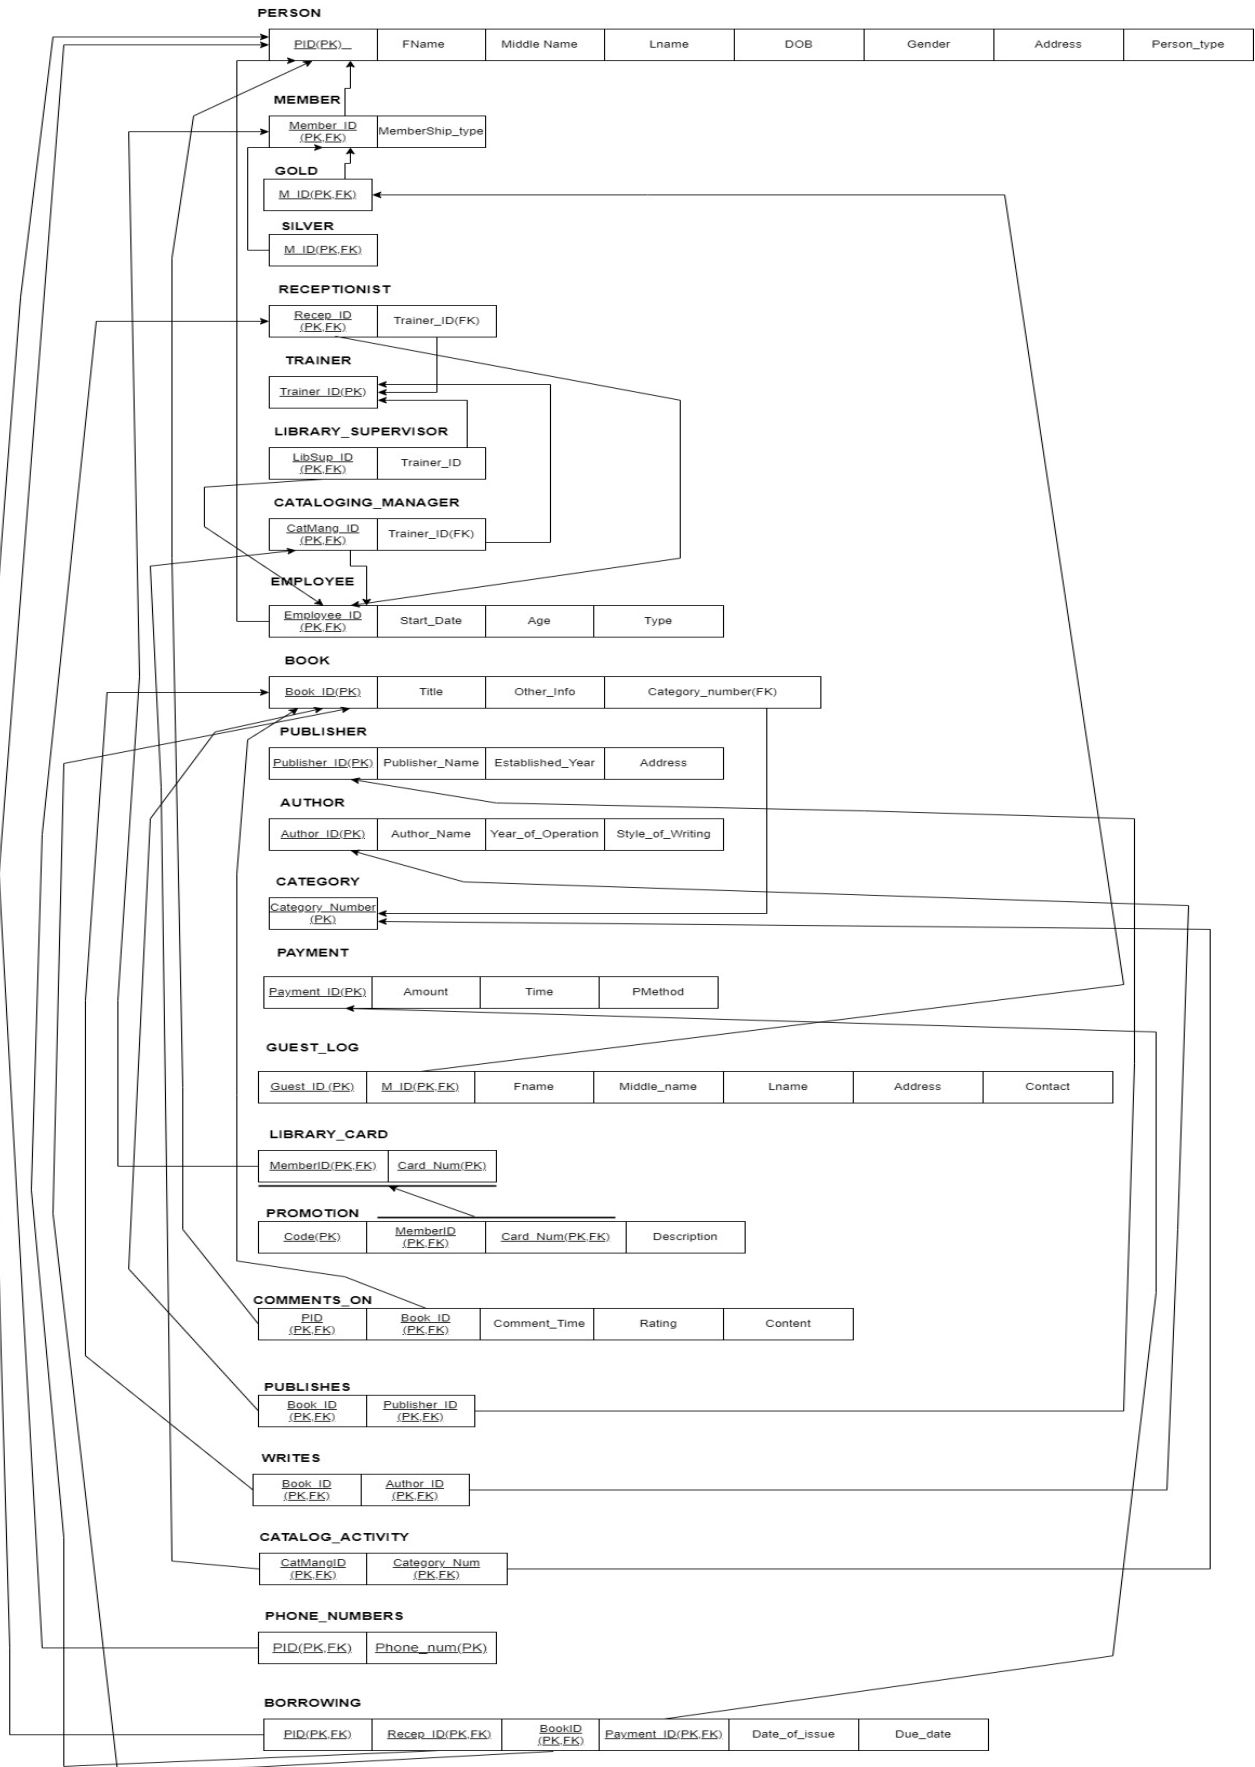 PERSON
PID(PK)_ FName Middle Name Lname DOB Gender Address Person_type
MEMBER
Member_ID MemberShip_type
(PK,FK)
GOLD
M_ID(PK,FK)
SILVER
M_ID(PK,FK)
RECEPTIONIST
Recep_ID Trainer_ID(FK)
(PK,FK)
TRAINER
Trainer_ID(PK)
LIBRARY_SUPERVISOR
LibSup_ID Trainer_ID
(PK,FK)
CATALOGING_MANAGER
CatMang_ID Trainer_ID(FK)
(PK,FK)
EMPLOYEE
Employee_ID Start_Date Age Type
(PK,FK)
BOOK
Book_ID(PK) Title Other_Info Category_number(FK)
PUBLISHER
Publisher_ID(PK) Publisher_Name Established_Year Address
AUTHOR
Author_ID(PK) Author_Name Year_of_Operation Style_of_Writing
CATEGORY
Category_Number
(PK)
PAYMENT
Payment_ID(PK) Amount Time PMethod
GUEST_LOG
Guest_ID (PK) M_ID(PK,FK) Fname Middle_name Lname Address Contact
LIBRARY_CARD
MemberID(PK,FK) Card_Num(PK)
PROMOTION
Code(PK) MemberID Card_Num(PK,FK) Description
(PK,FK)
COMMENTS_ON
PID Book_ID Comment_Time Rating Content
(PK,FK) (PK,FK)
PUBLISHES
Book_ID Publisher_ID
(PK,FK) (PK,FK)
WRITES
Book_ID Author_ID
(PK,FK) (PK,FK)
CATALOG_ACTIVITY
CatMangID Category_Num
(PK,FK) (PK,FK)
PHONE_NUMBERS
PID(PK,FK) Phone_num(PK)
BORROWING
PID(PK,FK) Recep_ID(PK,FK) BookID Payment_ID(PK,FK) Date_of_issue Due_date
(PK,FK)